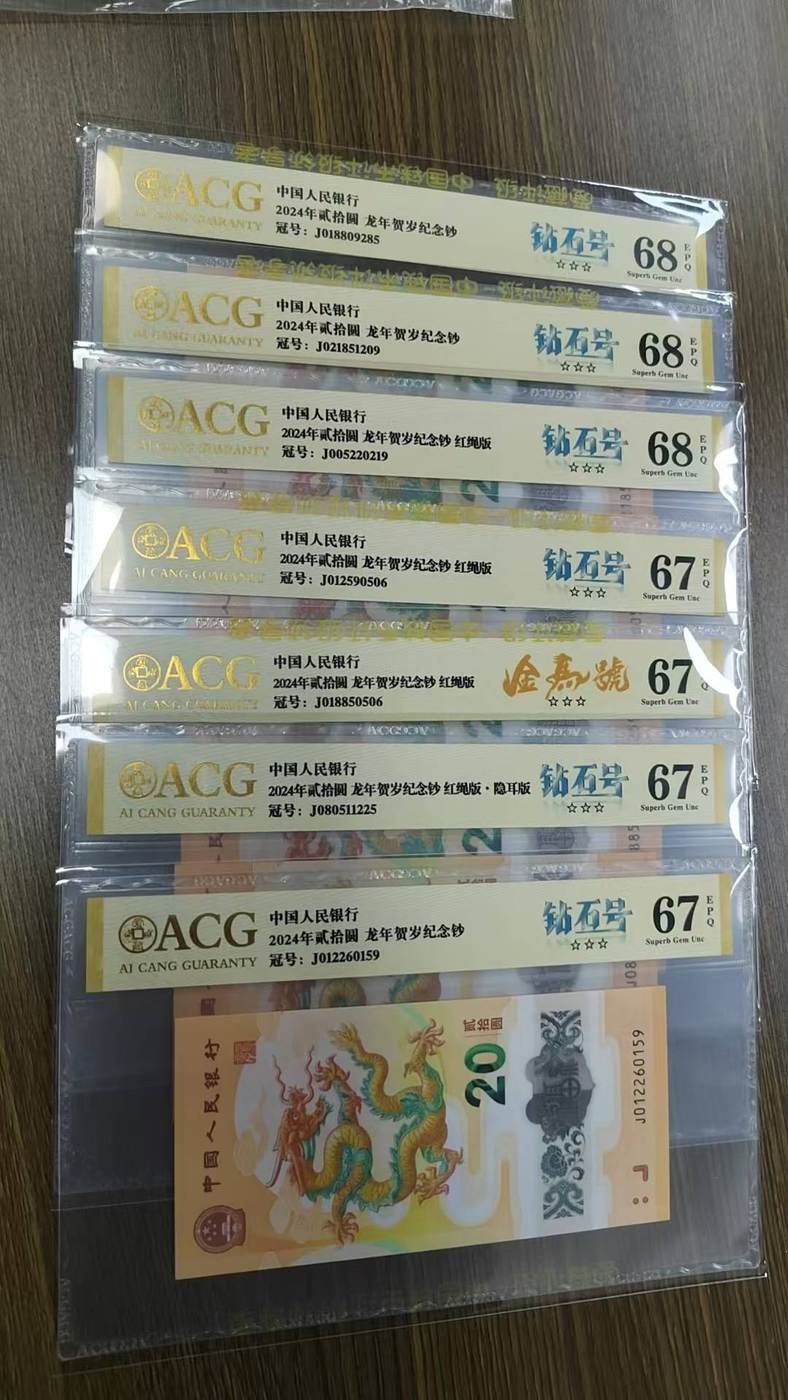 ACG
AI CANG GUARANTY
中国人民银行
2024年贰拾圆 龙年贺岁纪念钞
冠号：J018809285
钻石号
☆☆☆
68
EPQ
Superb Gem Unc
ACG
AI CANG GUARANTY
中国人民银行
2024年贰拾圆 龙年贺岁纪念钞
冠号：J021851209
钻石号
☆☆☆
68
EPQ
Superb Gem Unc
ACG
AI CANG GUARANTY
中国人民银行
2024年贰拾圆 龙年贺岁纪念钞 红绳版
冠号：J005220219
钻石号
☆☆☆
68
EPQ
Superb Gem Unc
ACG
AI CANG GUARANTY
中国人民银行
2024年贰拾圆 龙年贺岁纪念钞 红绳版
冠号：J012590506
钻石号
☆☆☆
67
EPQ
Superb Gem Unc
ACG
AI CANG GUARANTY
中国人民银行
2024年贰拾圆 龙年贺岁纪念钞 红绳版
冠号：J018850506
金馬號
☆☆☆
67
Q
Superb Gem Unc
ACG
AI CANG GUARANTY
中国人民银行
2024年贰拾圆 龙年贺岁纪念钞 红绳版·隐耳版
冠号：J080511225
钻石号
☆☆☆
67
EPQ
Superb Gem Unc
ACG
AI CANG GUARANTY
中国人民银行
2024年贰拾圆 龙年贺岁纪念钞
冠号：J012260159
钻石号
☆☆☆
67
EPQ
Superb Gem Unc
中国人民银行
贰拾圆
20
J012260159